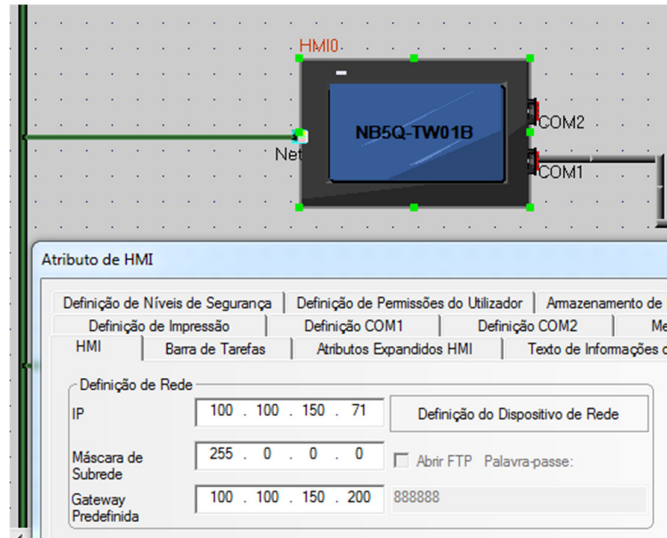 HMI0
NB5Q-TW01B
COM2
Net
COM1
Atributo de HMI
Definição de Níveis de Segurança Definição de Permissões do Utilizador Armazenamento de
Definição de Impressão Definição COM1 Definição COM2 Me
HMI Barra de Tarefas Atributos Expandidos HMI Texto de Informações
Definição de Rede
IP 100 . 100 . 150 . 71 Definição do Dispositivo de Rede
Máscara de
Subrede 255 . 0 . 0 . 0 Abrir FTP Palavra-passe:
Gateway
Predefinida 100 . 100 . 150 . 200 888888